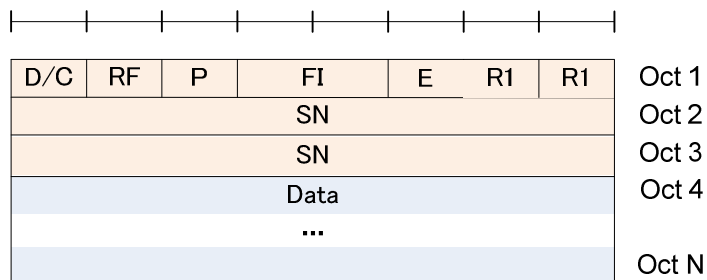 D/C RF P FI E R1 R1 Oct 1
SN Oct 2
SN Oct 3
Data Oct 4
...
Oct N